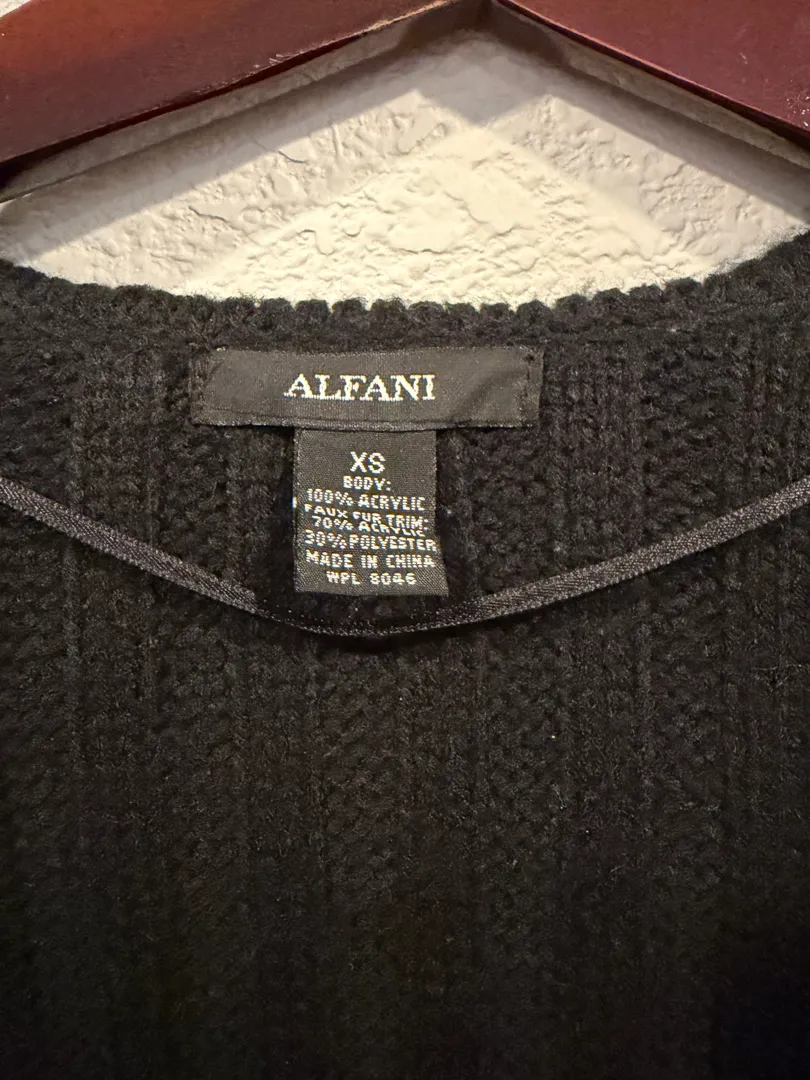 ALFANI
XS
BODY:
100% ACRYLIC
FAUX FUR TRIM:
70% ACRYLIC
30% POLYESTER
MADE IN CHINA
WPL 8046